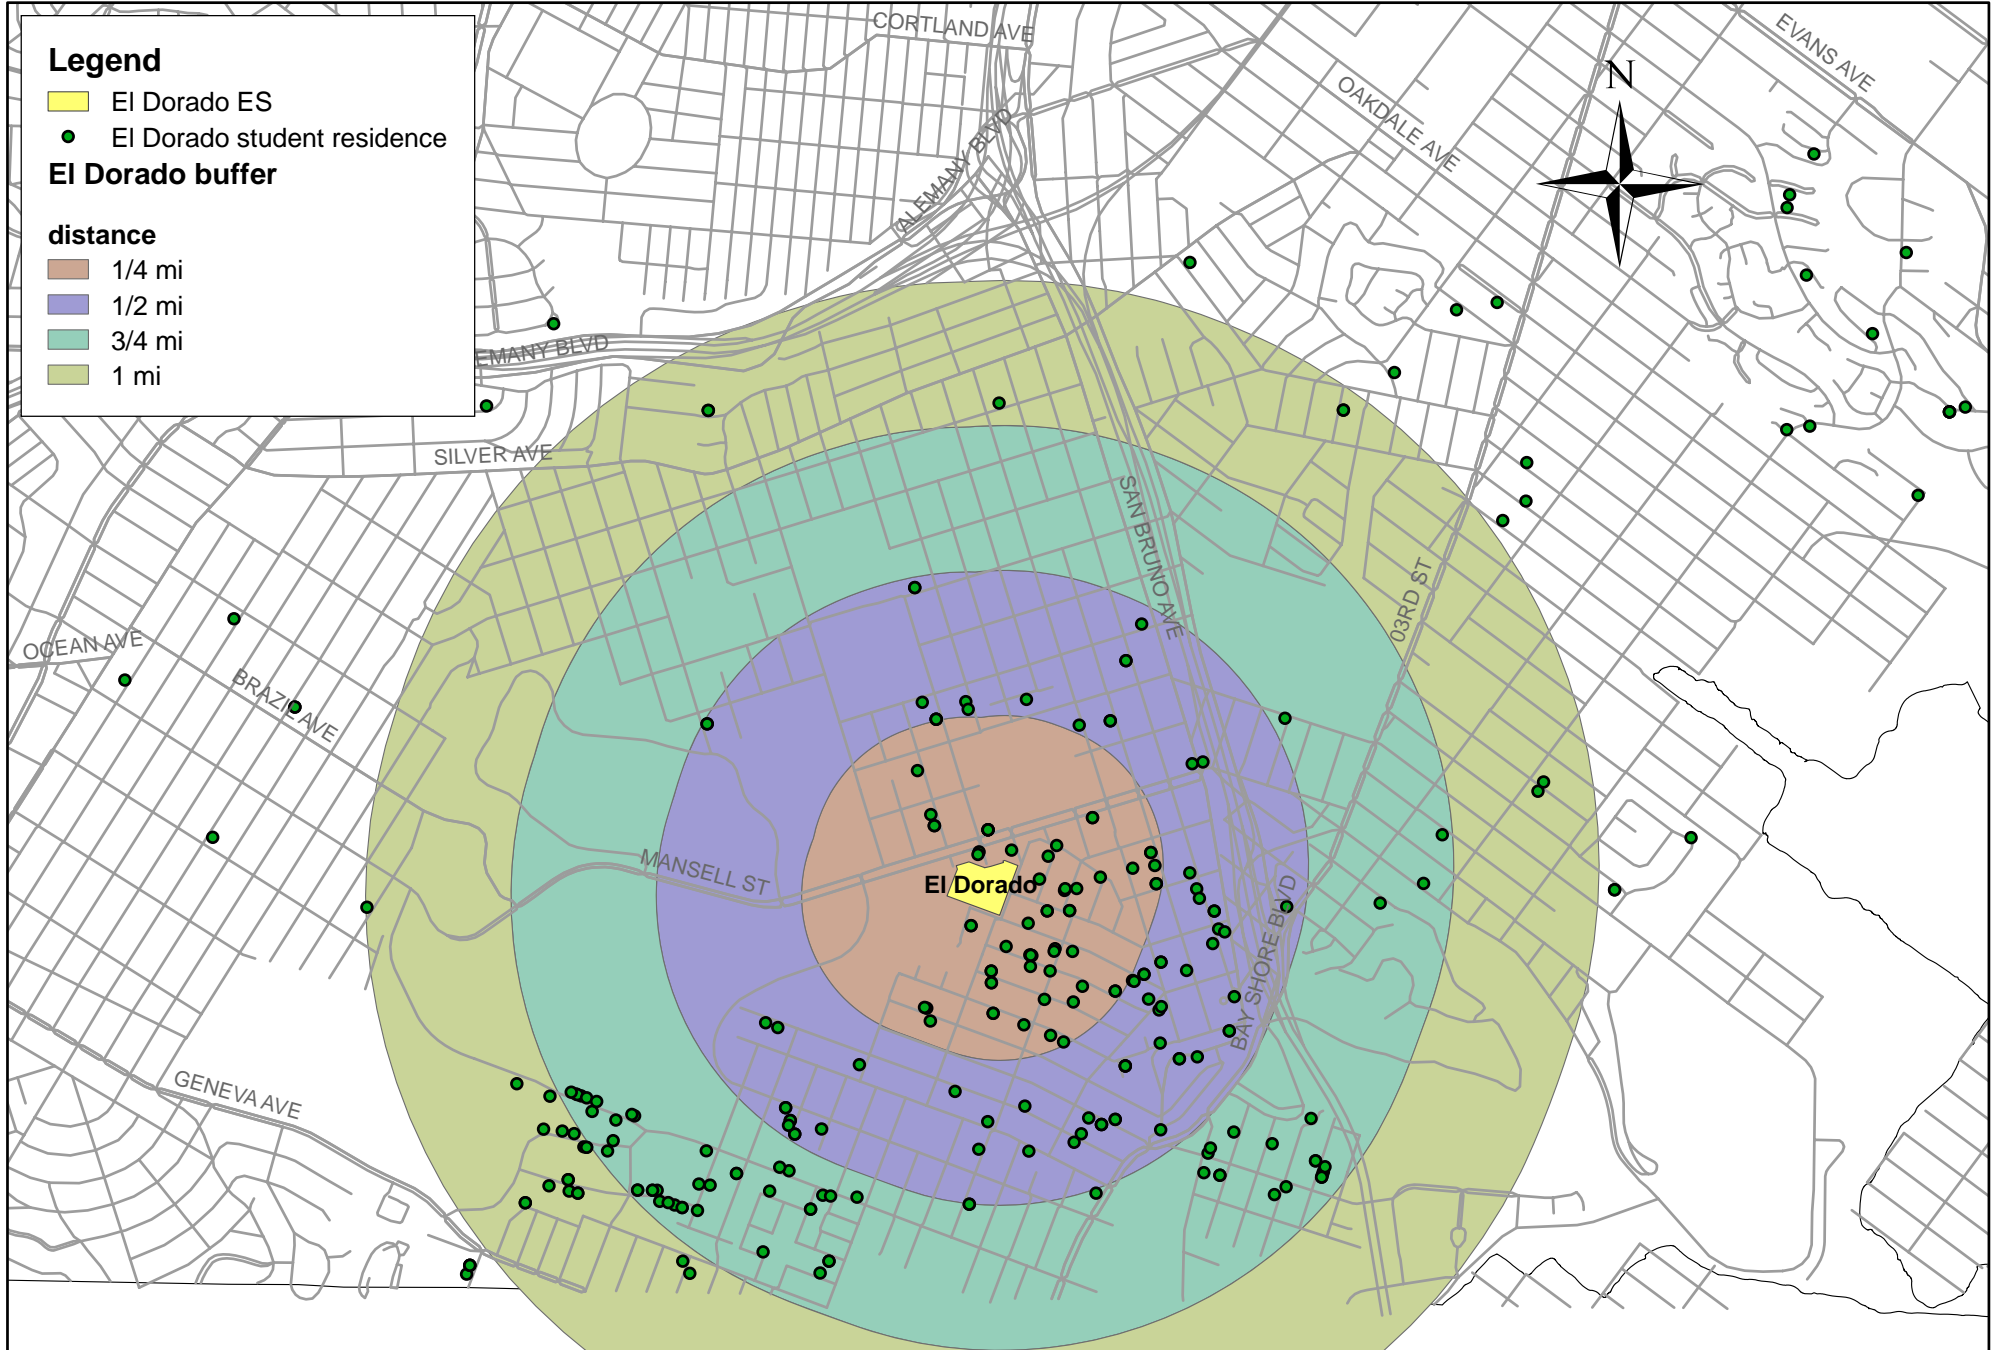 Legend
El Dorado ES
El Dorado student residence
El Dorado buffer
distance
1/4 mi
1/2 mi
3/4 mi
1 mi
CORTLAND AVE
EVANS AVE
N
OAKDALE AVE
ALEMANY BLVD
EMANY BLVD
SILVER AVE
SAN BRUNO AVE
03RD ST
OCEAN AVE
BRAZIL AVE
MANSELL ST
El Dorado
BAY SHORE BLVD
GENEVA AVE